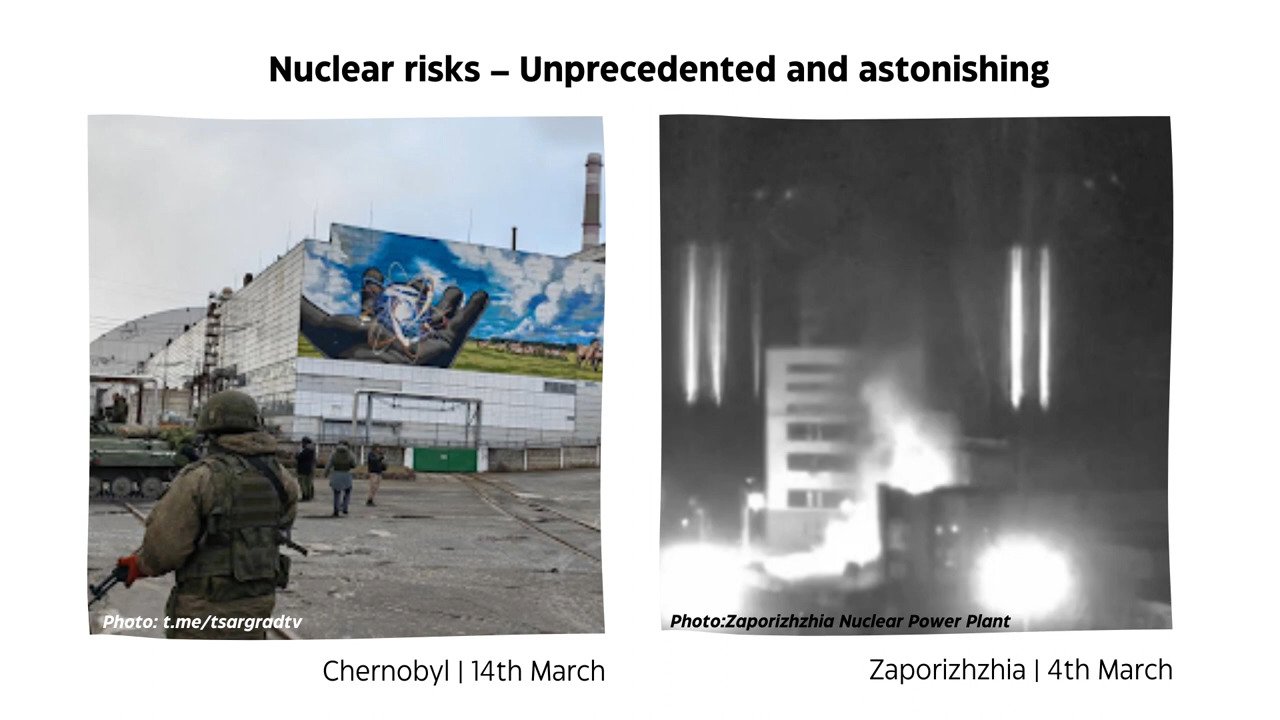 Nuclear risks – Unprecedented and astonishing
Photo: t.me/tsargradtv
Chernobyl | 14th March
Photo:Zaporizhzhia Nuclear Power Plant
Zaporizhzhia | 4th March